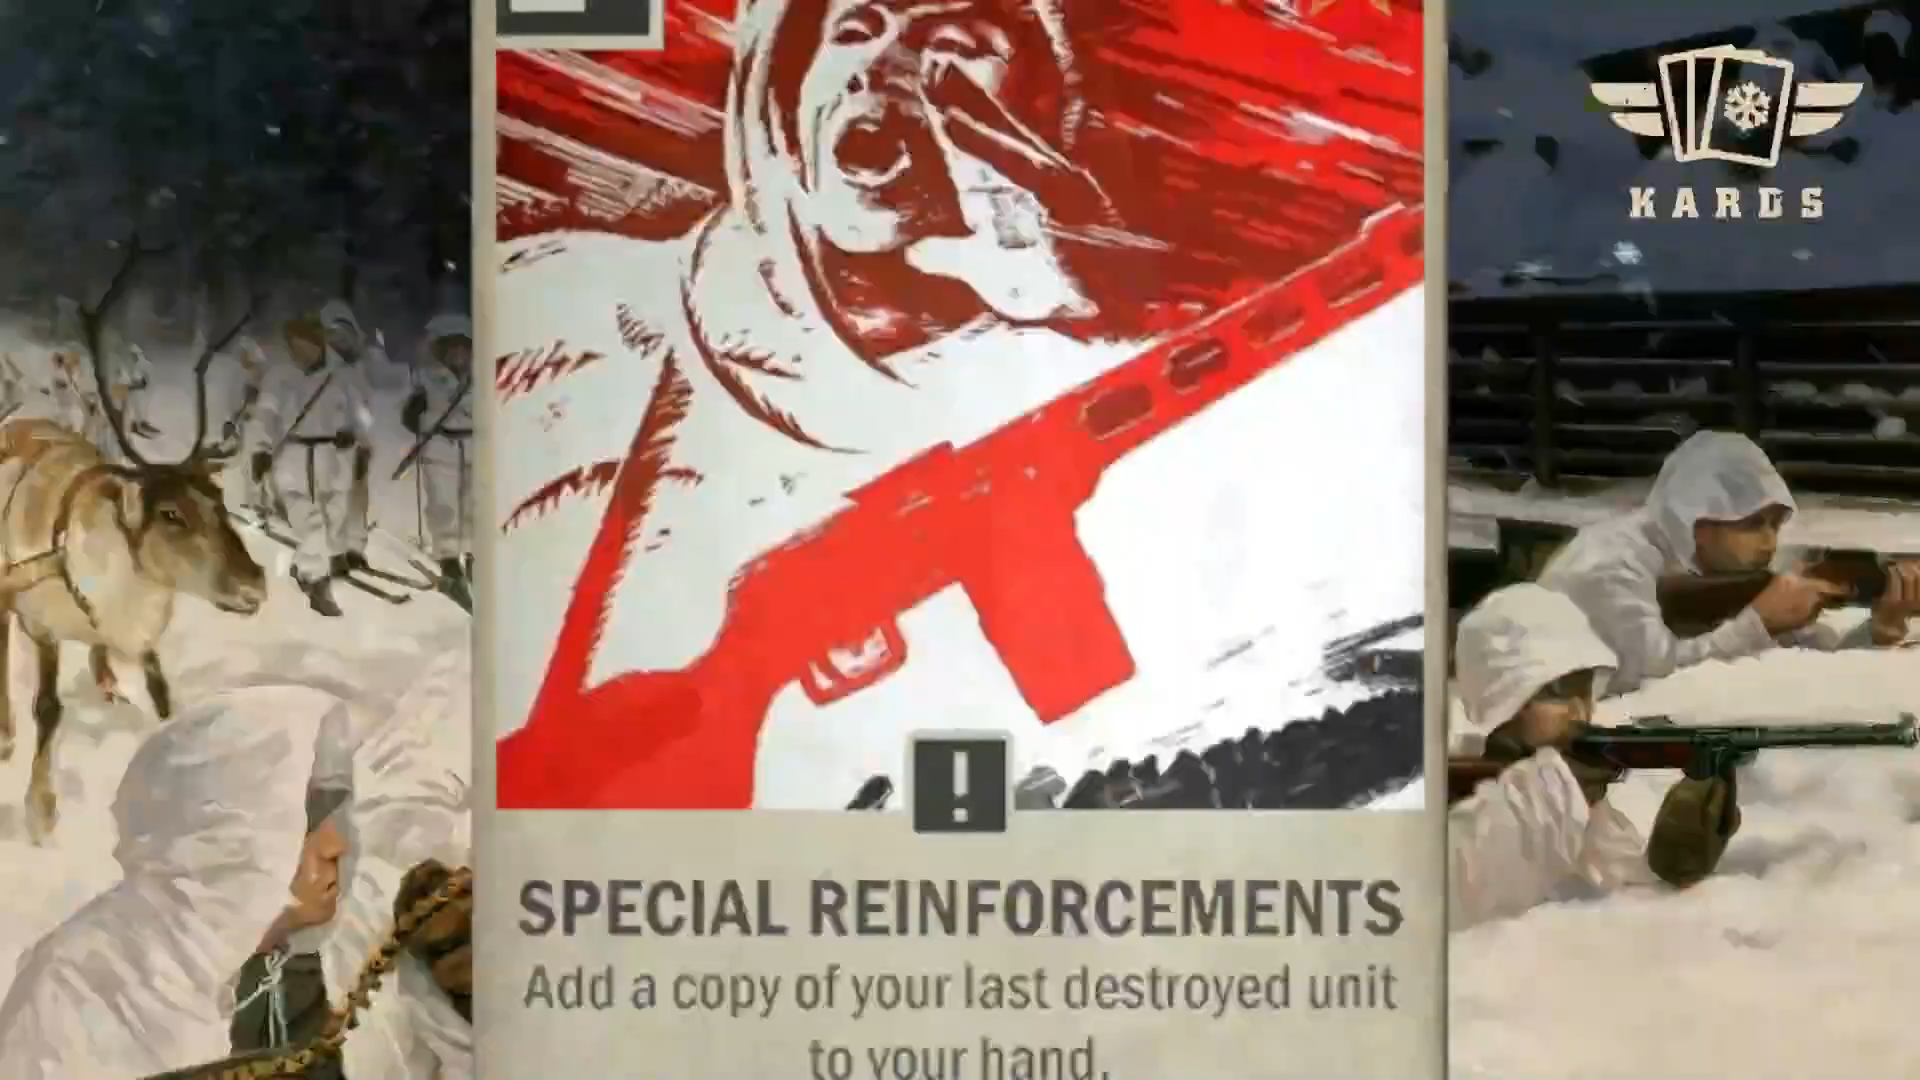 KARDS
!
SPECIAL REINFORCEMENTS
Add a copy of your last destroyed unit
to your hand.